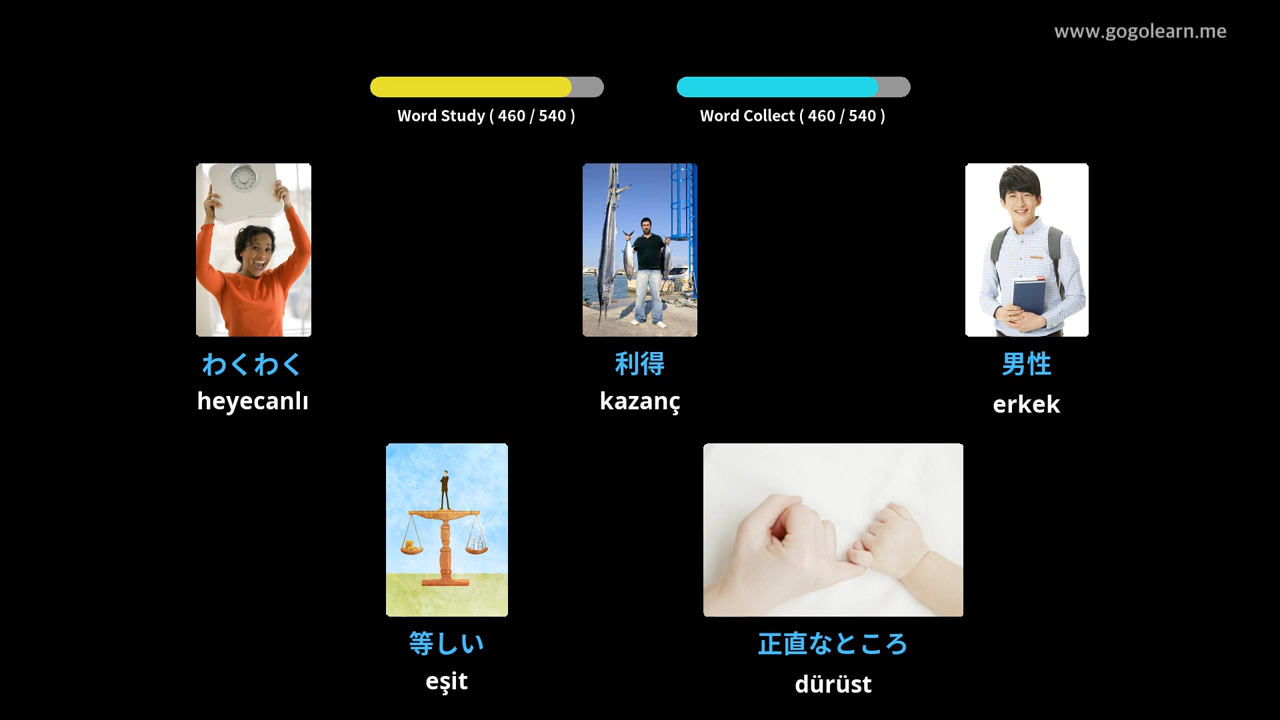 www.gogolearn.me
Word Study ( 460 / 540 )
Word Collect ( 460 / 540 )
わくわく
heyecanlı
利得
kazanç
男性
erkek
等しい
eşit
正直なところ
dürüst